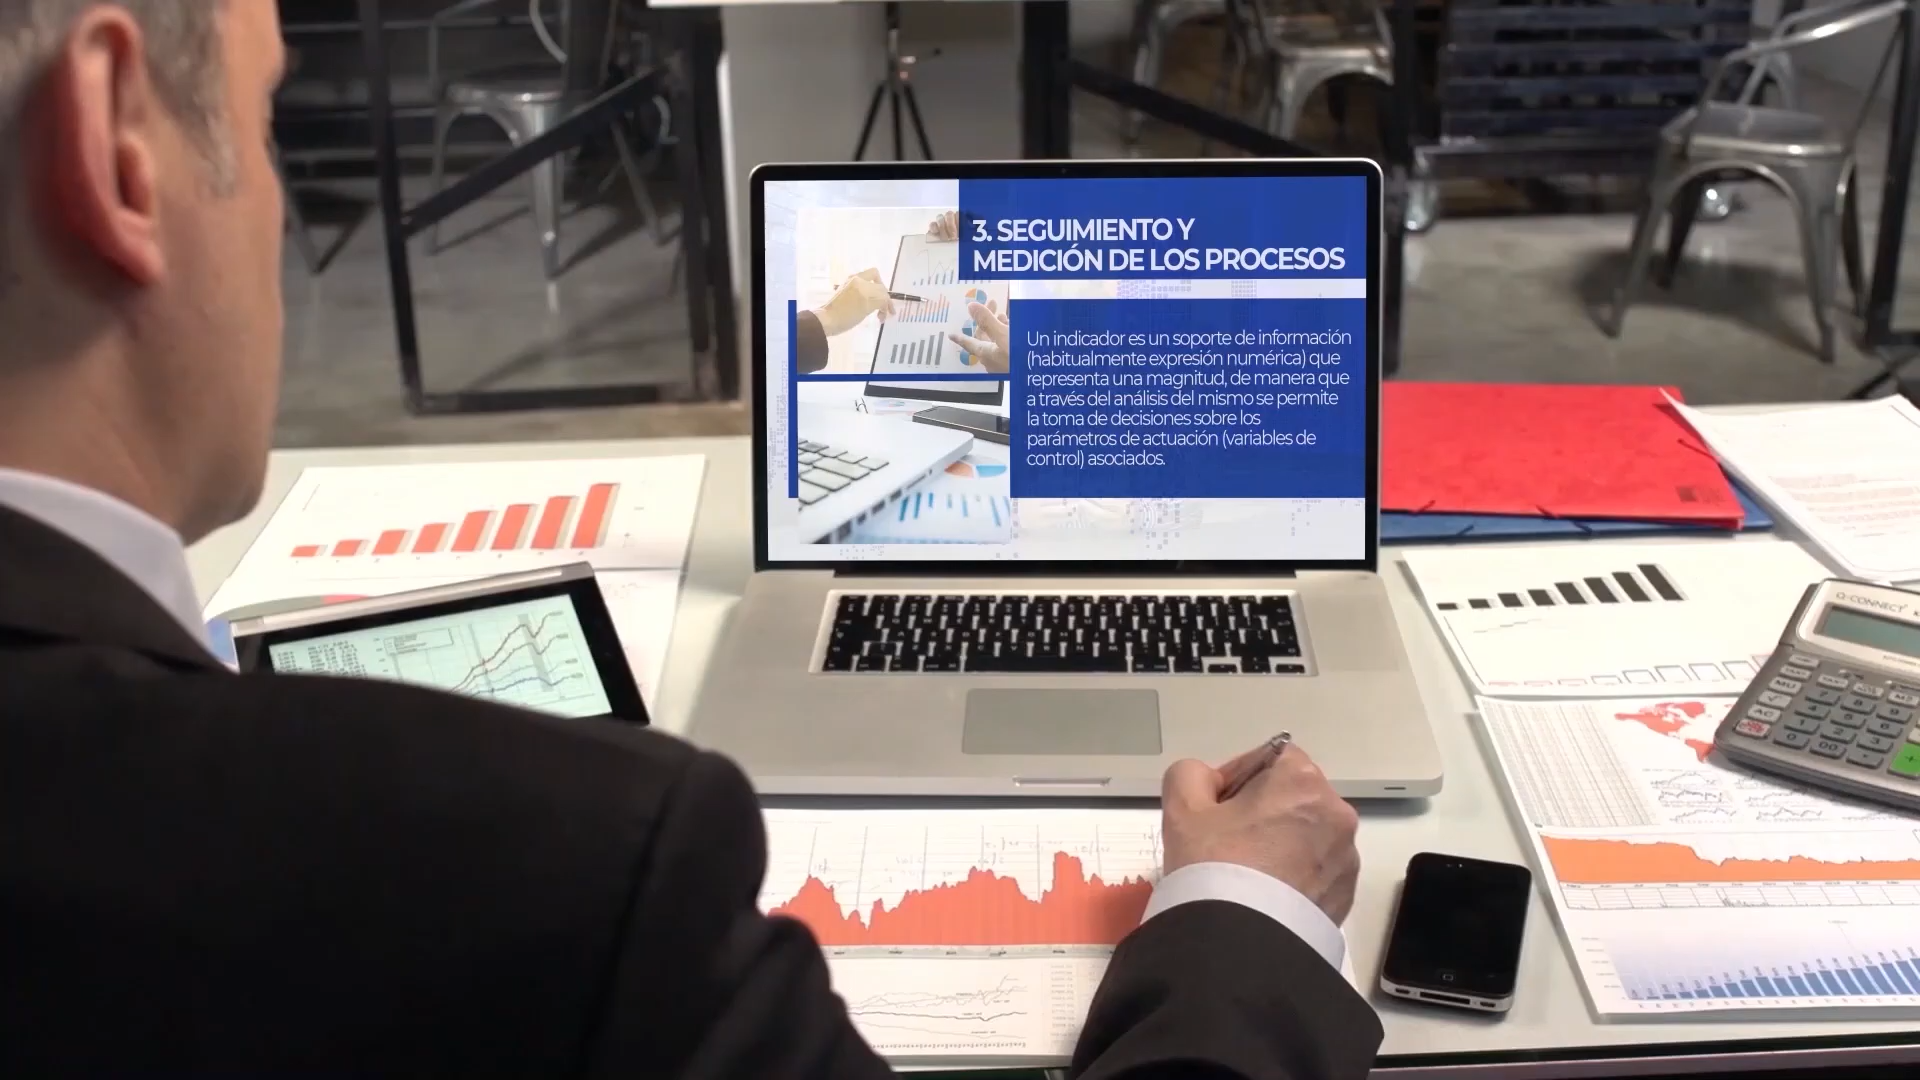 3. SEGUIMIENTO Y
MEDICIÓN DE LOS PROCESOS
Un indicador es un soporte de información
(habitualmente expresión numérica) que
representa una magnitud, de manera que
a través del análisis del mismo se permite
la toma de decisiones sobre los
parámetros de actuación (variables de
control) asociados.
Q-CONNECT